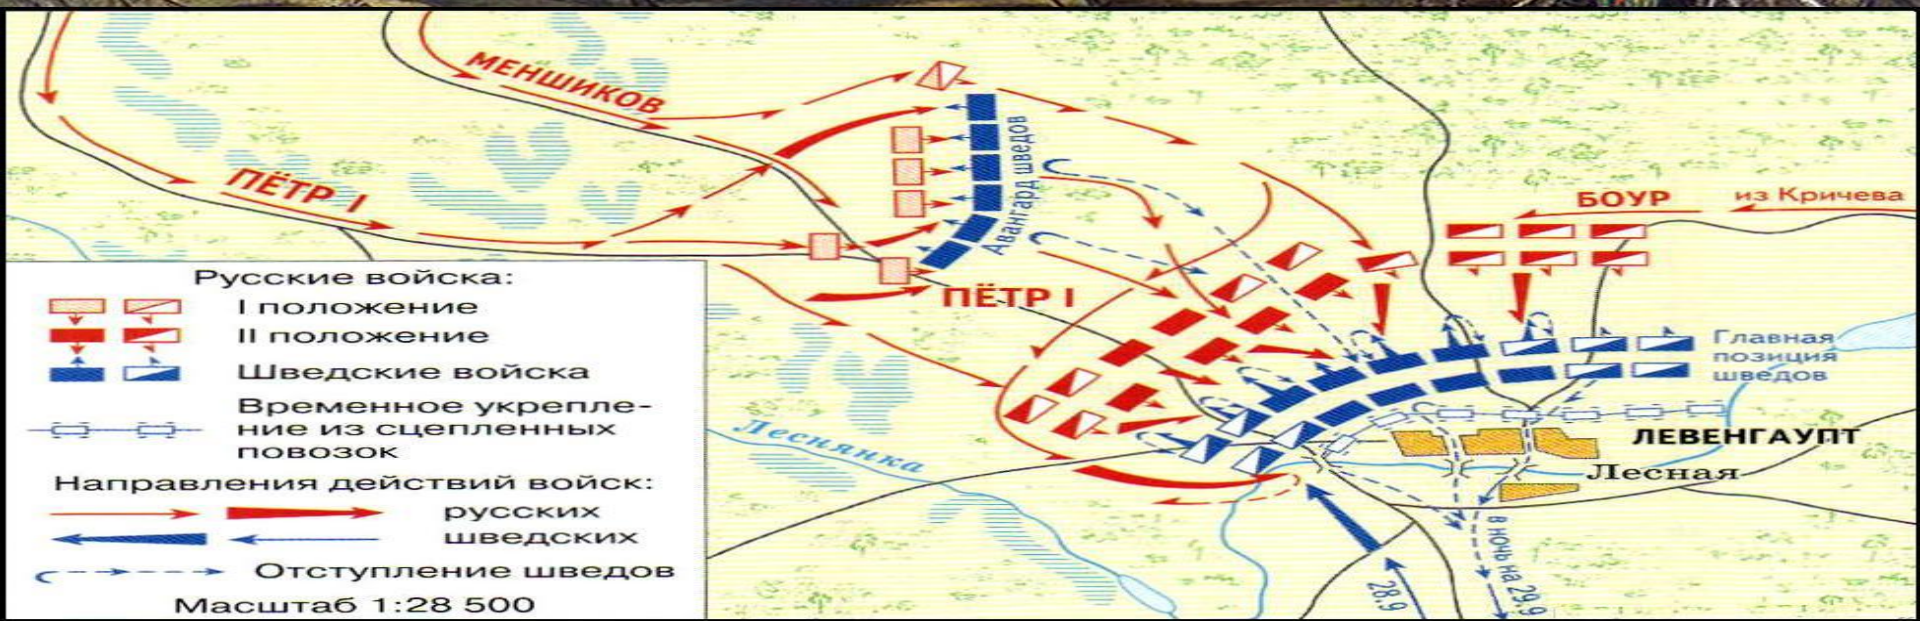 МЕНШИКОВ
ПЁТР I
Авангард шведов
БОУР
из Кричева
ПЁТР I
Русские войска:
I положение
II положение
Шведские войска
Временное укрепле-
ние из сцепленных
повозок
Направления действий войск:
русских
шведских
Отступление шведов
Масштаб 1:28 500
Главная
позиция
шведов
Леснянка
ЛЕВЕНГАУПТ
Лесная
28.9
в ночь на 29.9